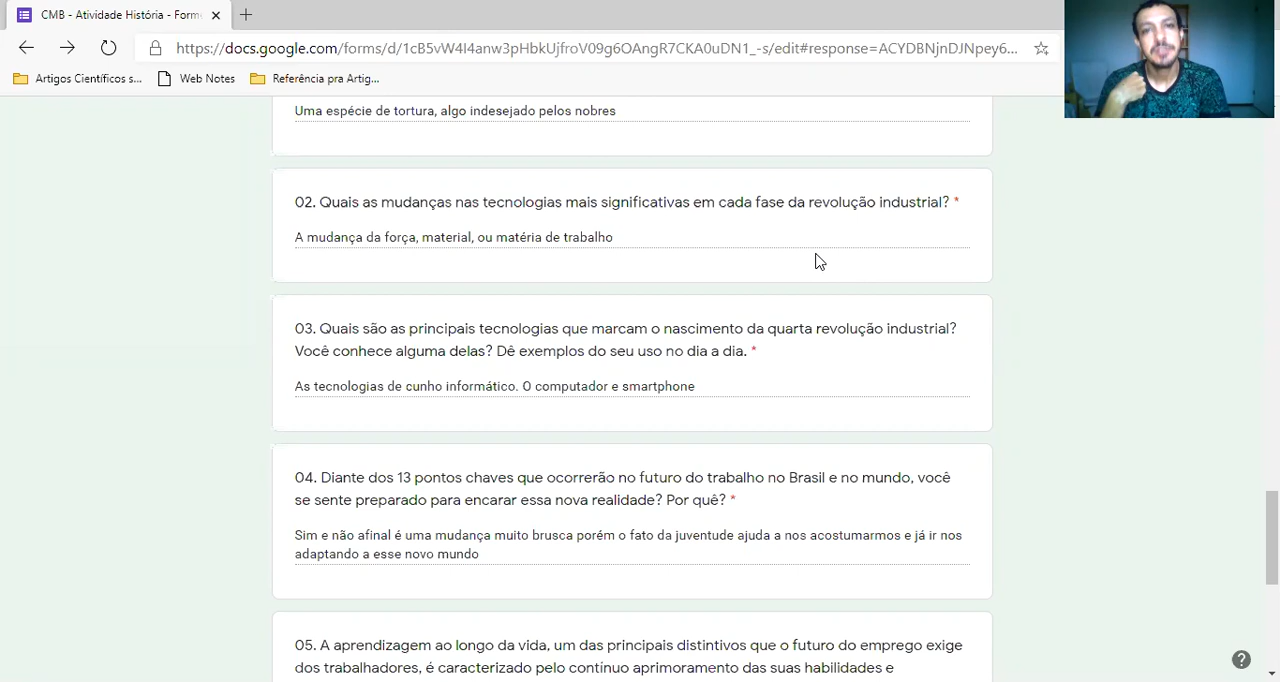 CMB - Atividade História - Form
https://docs.google.com/forms/d/1cB5vW4I4anw3pHbkUjfroV09g6OAngR7CKA0uDN1_-s/edit#response=ACYDBNjnDJNpey6...
Artigos Científicos s...
Web Notes
Referência pra Artig...
Uma espécie de tortura, algo indesejado pelos nobres
02. Quais as mudanças nas tecnologias mais significativas em cada fase da revolução industrial? *
A mudança da força, material, ou matéria de trabalho
03. Quais são as principais tecnologias que marcam o nascimento da quarta revolução industrial?
Você conhece alguma delas? Dê exemplos do seu uso no dia a dia. *
As tecnologias de cunho informático. O computador e smartphone
04. Diante dos 13 pontos chaves que ocorrerão no futuro do trabalho no Brasil e no mundo, você
se sente preparado para encarar essa nova realidade? Por quê? *
Sim e não afinal é uma mudança muito brusca porém o fato da juventude ajuda a nos acostumarmos e já ir nos
adaptando a esse novo mundo
05. A aprendizagem ao longo da vida, um das principais distintivos que o futuro do emprego exige
dos trabalhadores, é caracterizado pelo contínuo aprimoramento das suas habilidades e